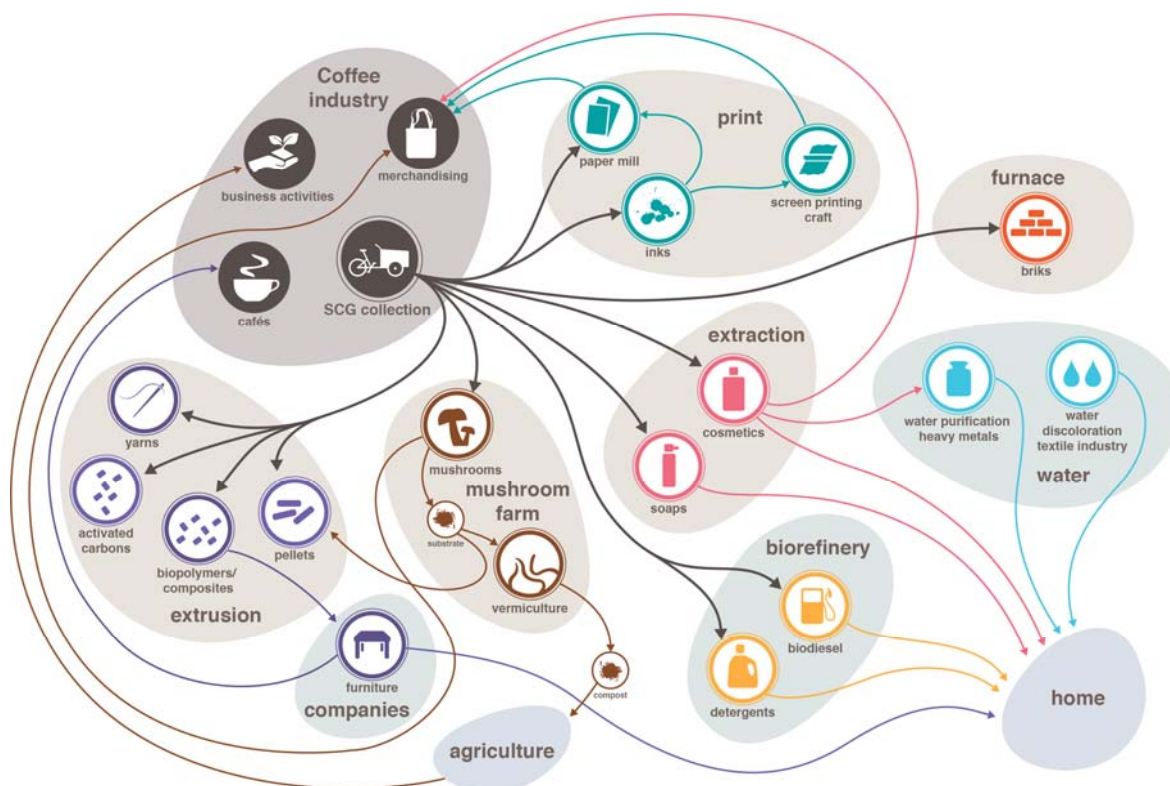 Coffee
industry
business activities
merchandising
cafés
SCG collection
print
paper mill
inks
screen printing
craft
furnace
briks
extraction
cosmetics
soaps
water purification
heavy metals
water
discoloration
textile industry
water
yarns
activated
carbons
biopolymers/
composites
pellets
extrusion
mushrooms
mushroom
farm
substrate
vermiculture
compost
furniture
companies
agriculture
biorefinery
biodiesel
detergents
home